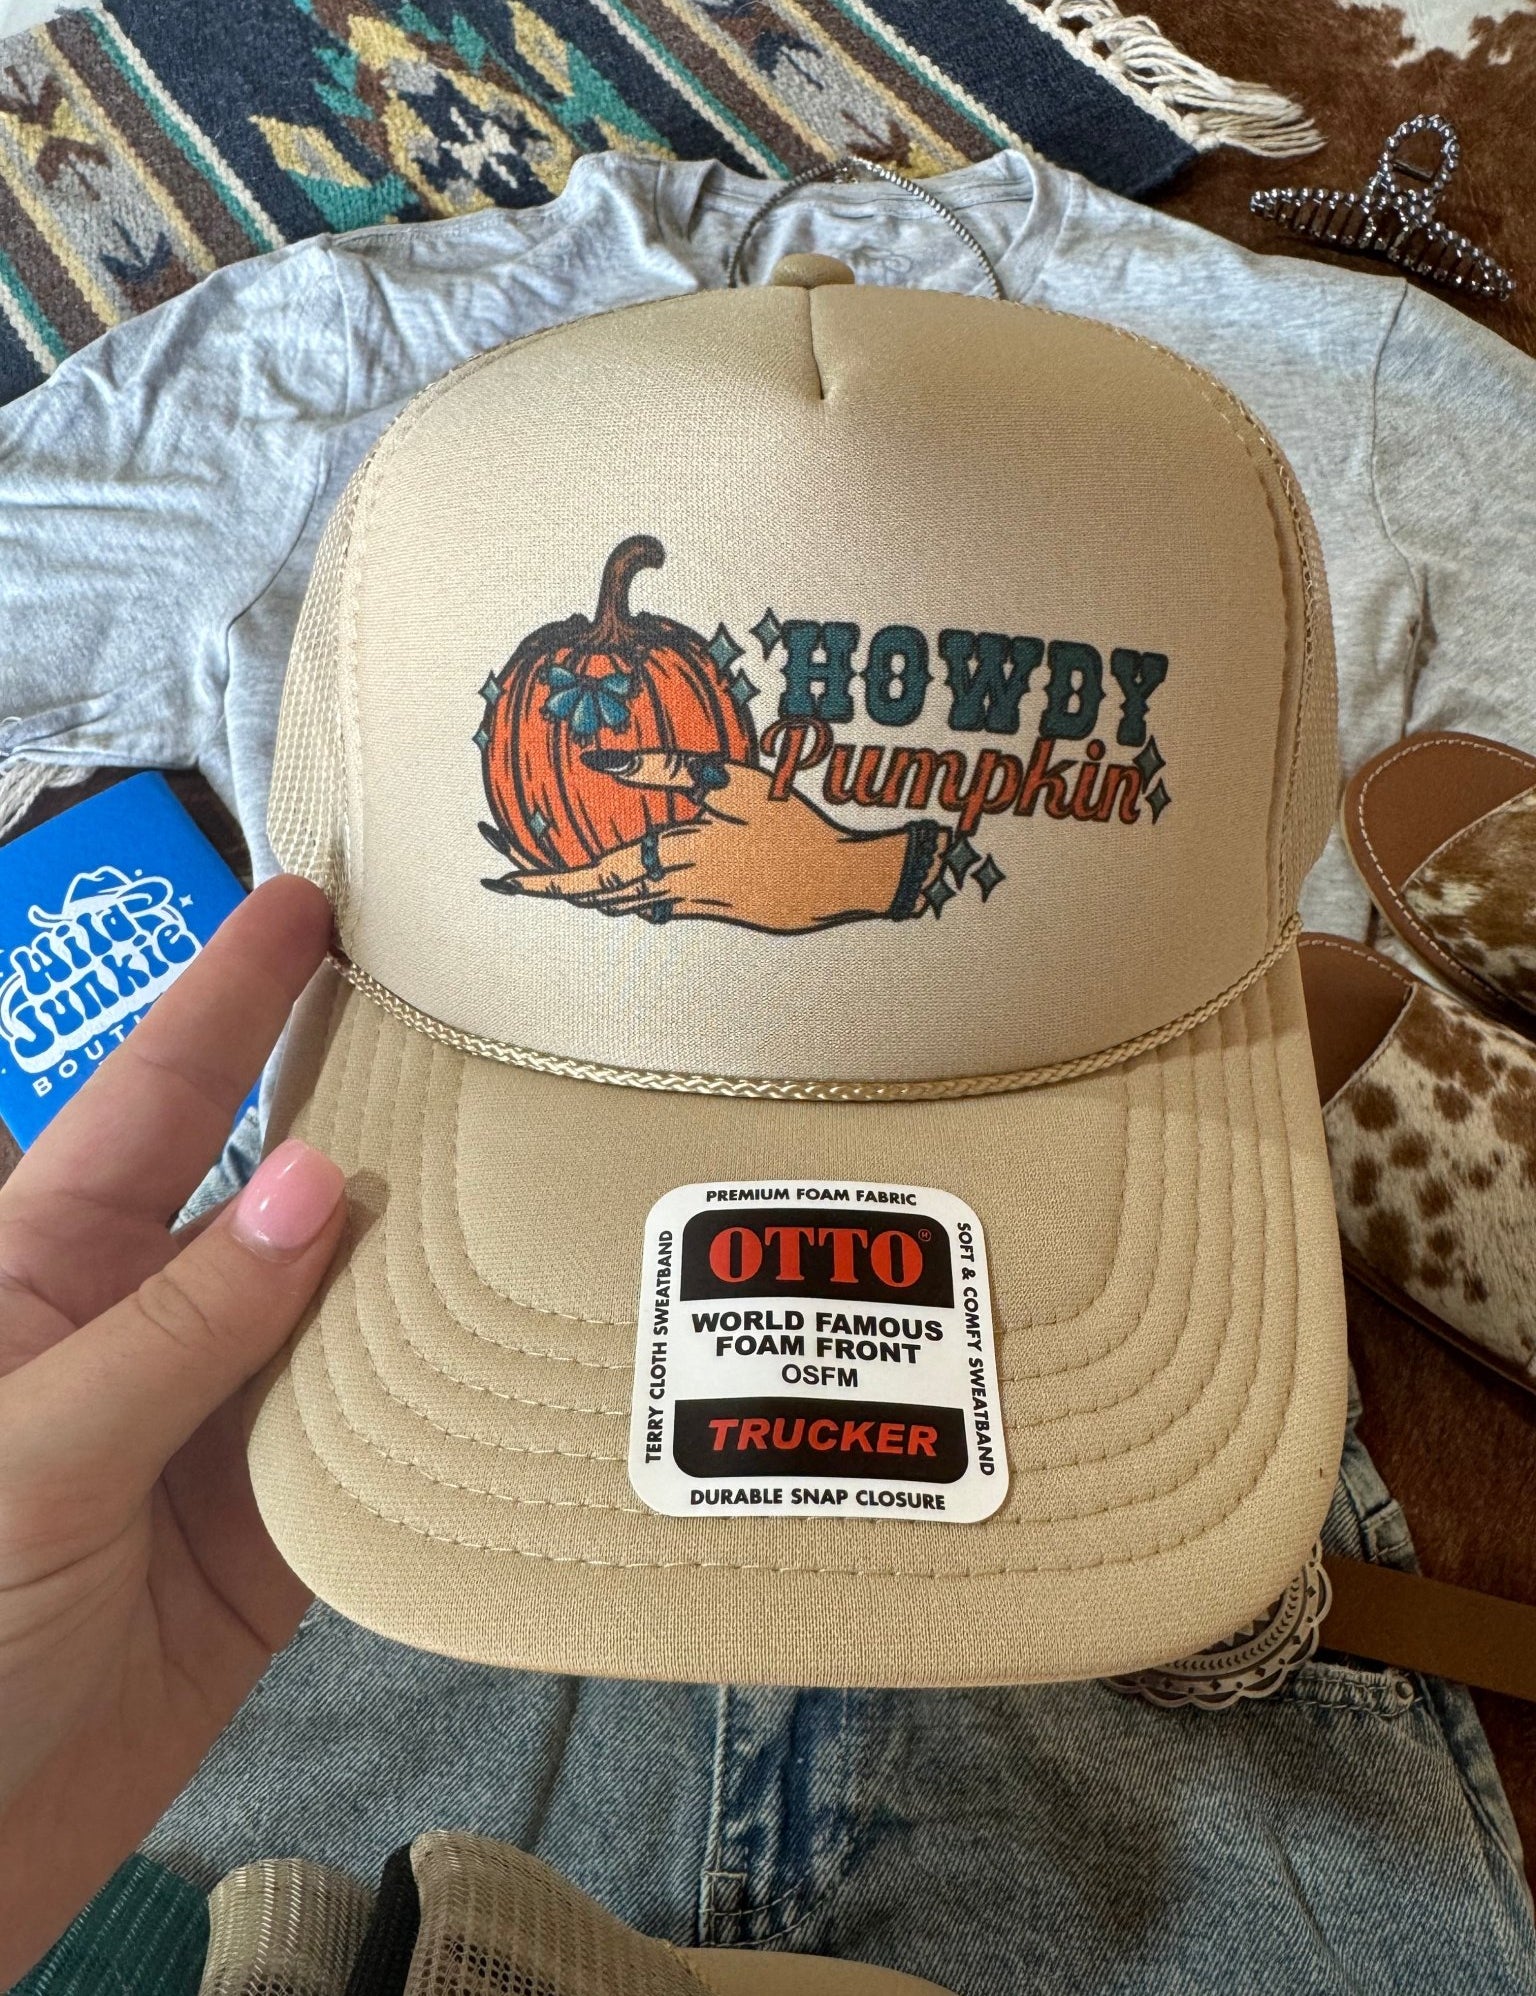 HOWDY
Pumpkin
Wild
Junkie
PREMIUM FOAM FABRIC
OTTO
WORLD FAMOUS
FOAM FRONT
OSFM
TRUCKER
DURABLE SNAP CLOSURE
TERRY CLOTH SWEATBAND
SOFT & COMFY SWEATBAND